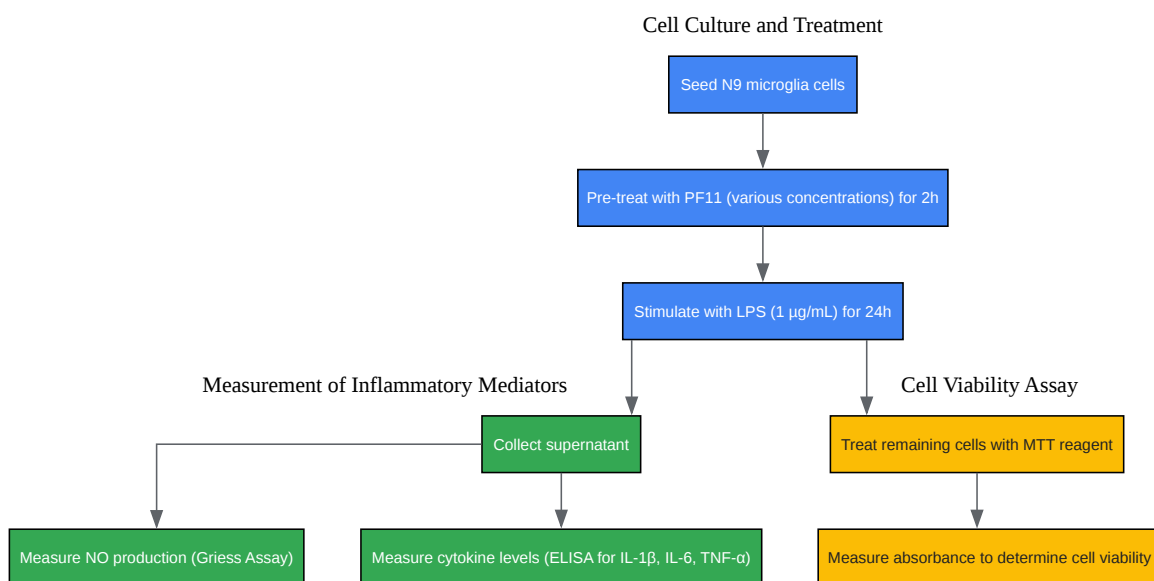 Cell Culture and Treatment
Seed N9 microglia cells
Pre-treat with PF11 (various concentrations) for 2h
Stimulate with LPS (1 µg/mL) for 24h
Measurement of Inflammatory Mediators
Cell Viability Assay
Collect supernatant
Treat remaining cells with MTT reagent
Measure NO production (Griess Assay)
Measure cytokine levels (ELISA for IL-1β, IL-6, TNF-α)
Measure absorbance to determine cell viability